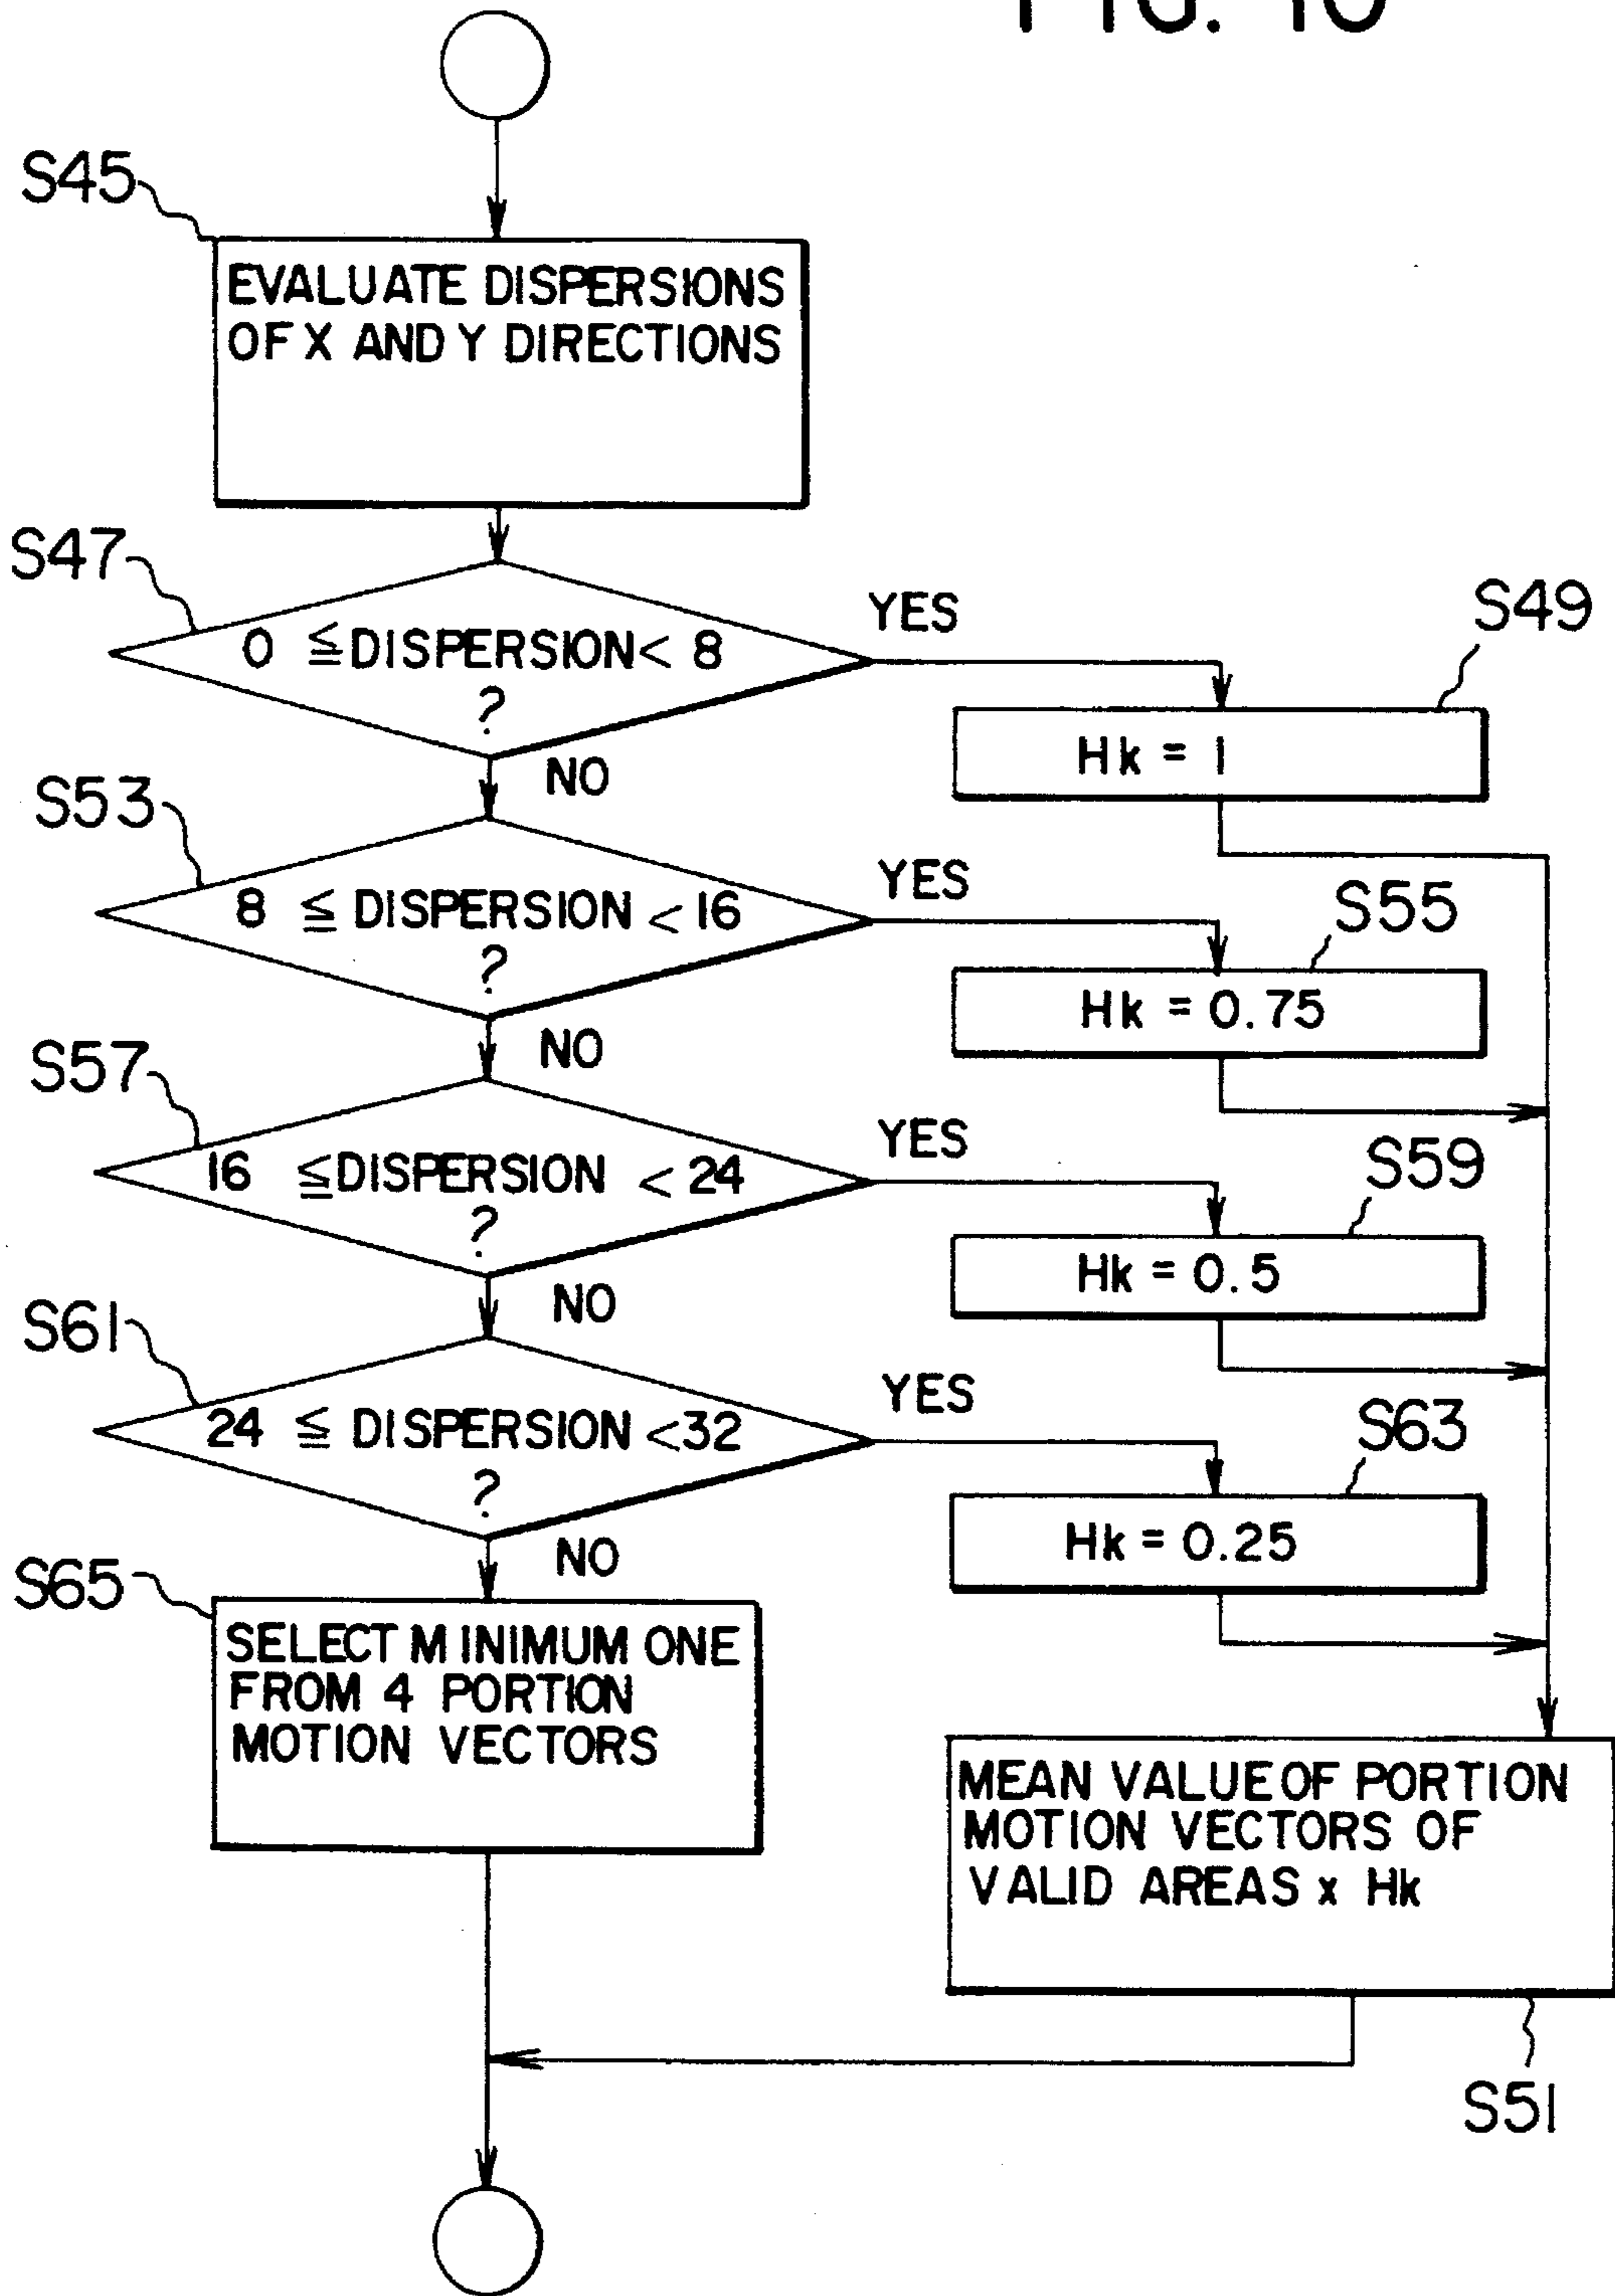 FIG. 10
S45
EVALUATE DISPERSIONS
OF X AND Y DIRECTIONS
S47
0 ≦ DISPERSION < 8
?
YES
NO
S49
Hk = 1
S53
8 ≦ DISPERSION < 16
?
YES
NO
S55
Hk = 0.75
S57
16 ≦ DISPERSION < 24
?
YES
NO
S59
Hk = 0.5
S61
24 ≦ DISPERSION < 32
?
YES
NO
S63
Hk = 0.25
S65
SELECT MINIMUM ONE
FROM 4 PORTION
MOTION VECTORS
MEAN VALUE OF PORTION
MOTION VECTORS OF
VALID AREAS x Hk
S51